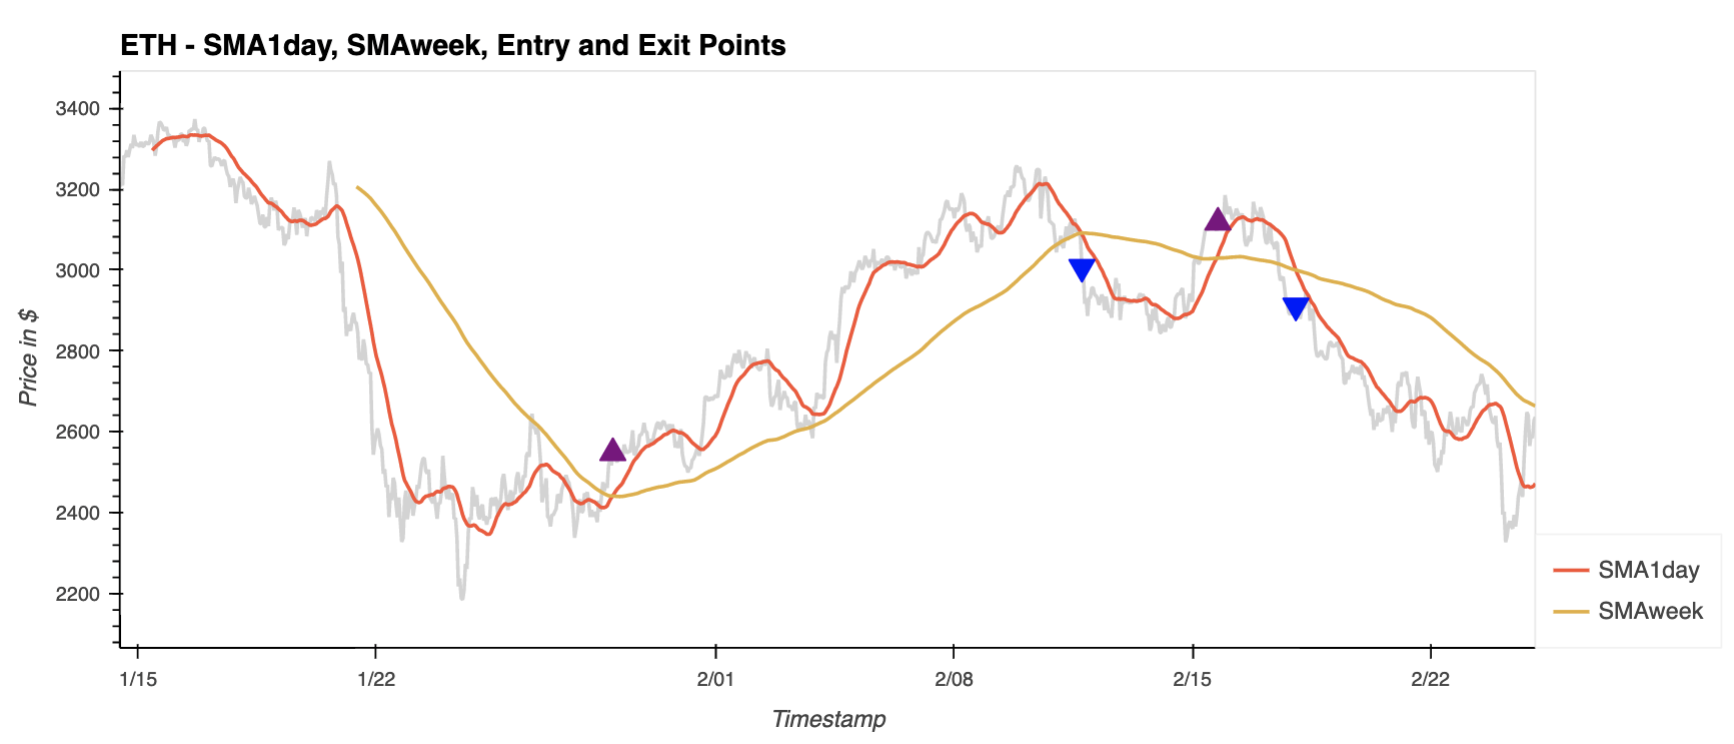 ETH - SMA1day, SMAweek, Entry and Exit Points
3400
3200
3000
2800
2600
2400
2200
Price in $
1/15 1/22 2/01 2/08 2/15 2/22
Timestamp
SMA1day
SMAweek